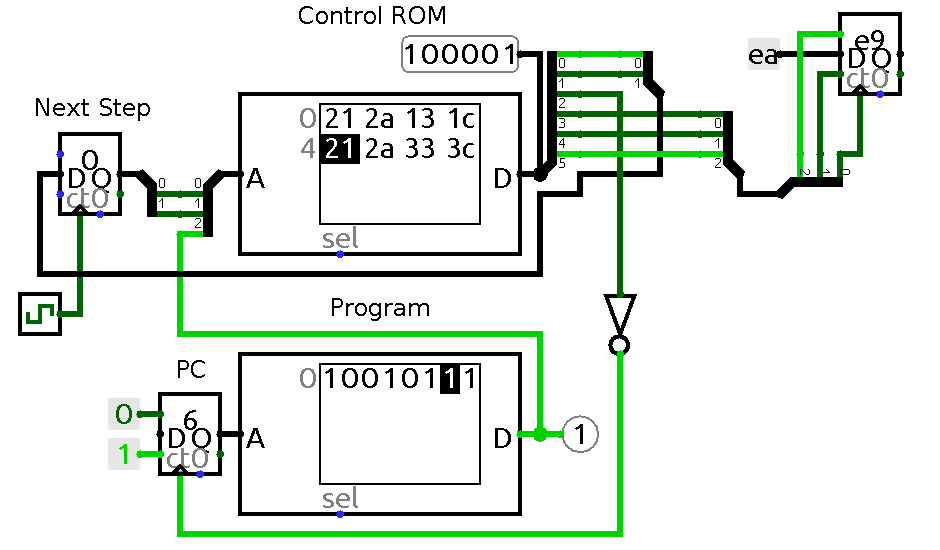 Control ROM
100001
ea
e9
D Q
ct0
0
1
2
3
4
5
0
1
0
1
2
2 1 0
Next Step
0
D Q
ct0
0
1
0
1
2
A
0 21 2a 13 1c
4 21 2a 33 3c
D
sel
Program
PC
0
1
6
D Q
ct0
A
0 10010111
D
1
sel